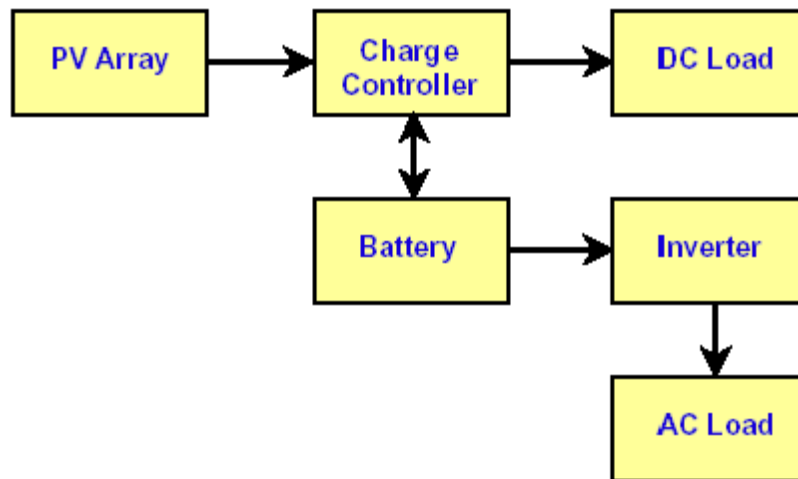 PV Array
Charge
Controller
DC Load
Battery
Inverter
AC Load